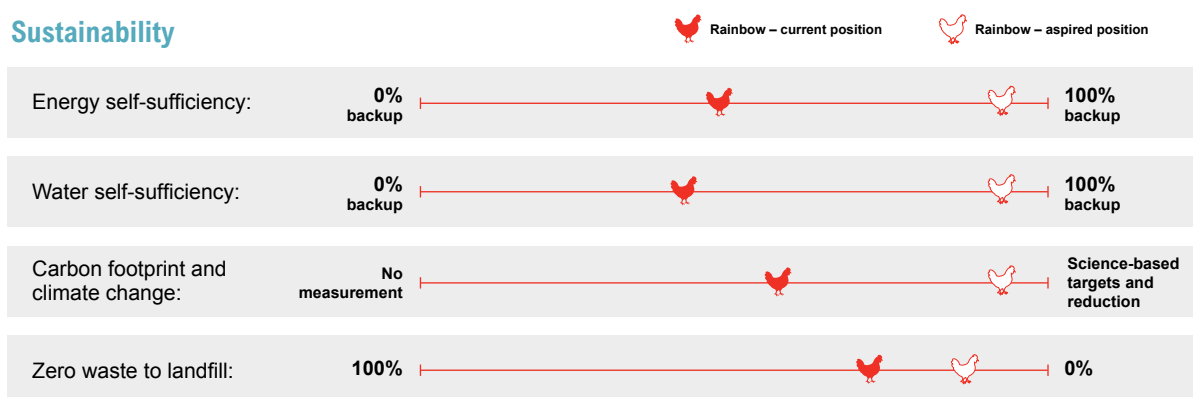 Sustainability
Rainbow – current position
Rainbow – aspired position
Energy self-sufficiency:
0%
backup
100%
backup
Water self-sufficiency:
0%
backup
100%
backup
Carbon footprint and
climate change:
No
measurement
Science-based
targets and
reduction
Zero waste to landfill:
100%
0%